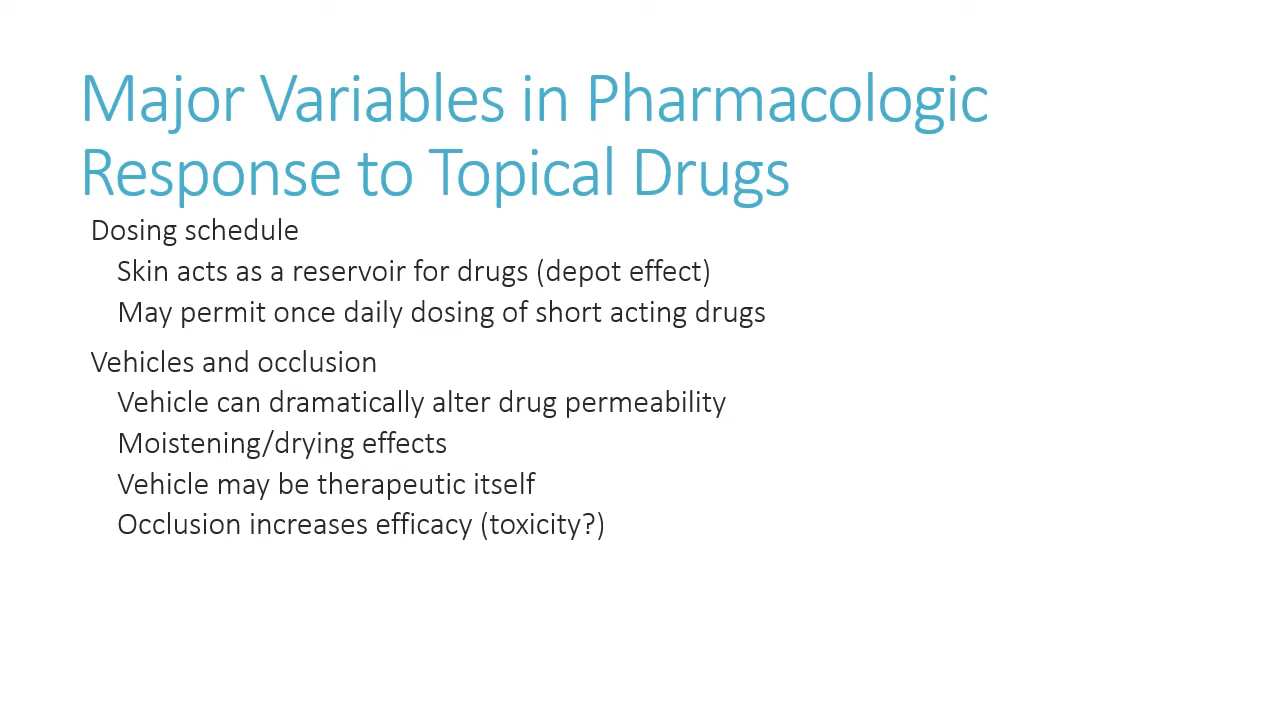 Major Variables in Pharmacologic
Response to Topical Drugs
Dosing schedule
Skin acts as a reservoir for drugs (depot effect)
May permit once daily dosing of short acting drugs
Vehicles and occlusion
Vehicle can dramatically alter drug permeability
Moistening/drying effects
Vehicle may be therapeutic itself
Occlusion increases efficacy (toxicity?)